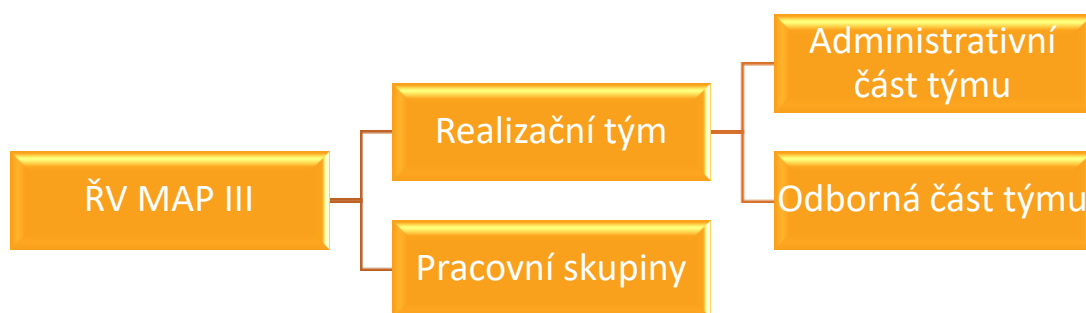 ŘV MAP III
Realizační tým
Pracovní skupiny
Administrativní
část týmu
Odborná část týmu